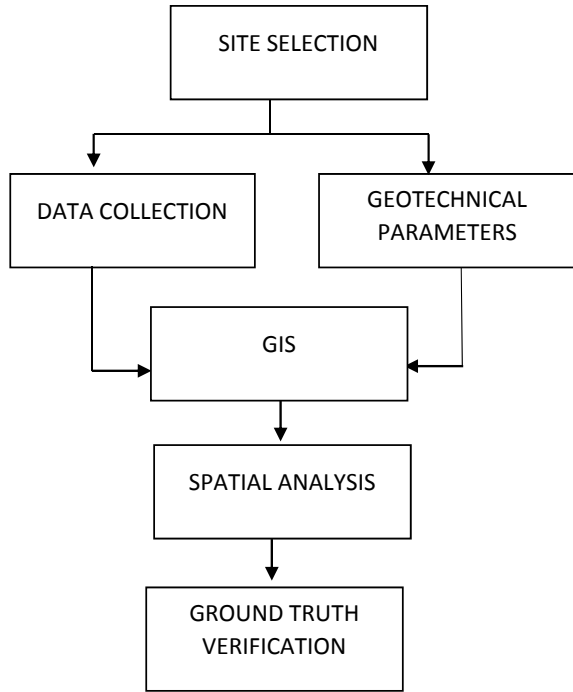 SITE SELECTION
DATA COLLECTION
GEOTECHNICAL
PARAMETERS
GIS
SPATIAL ANALYSIS
GROUND TRUTH
VERIFICATION